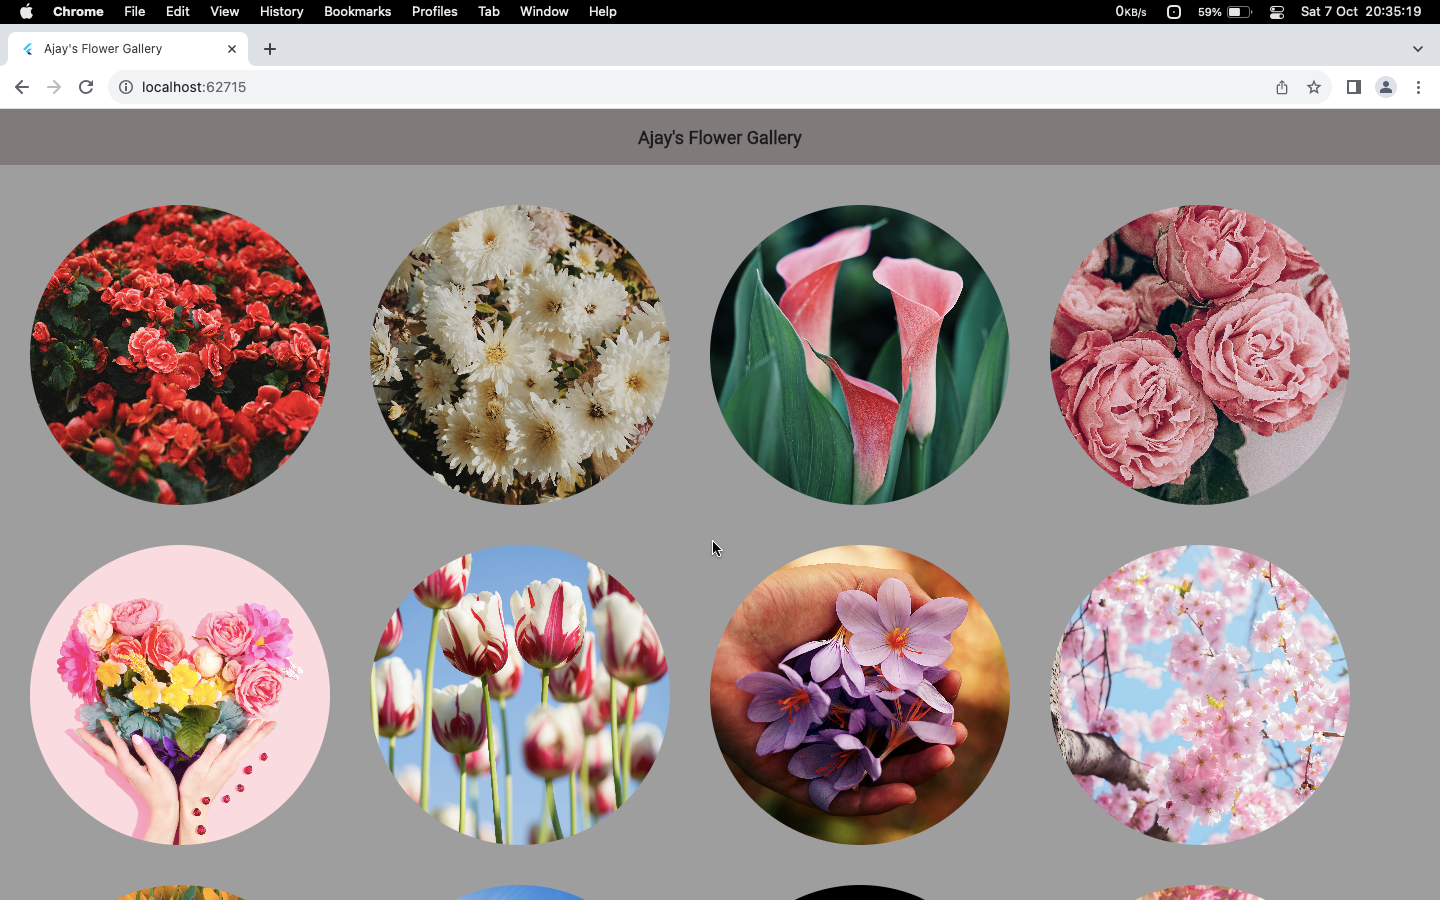 Chrome File Edit View History Bookmarks Profiles Tab Window Help 0KB/s 59% Sat 7 Oct 20:35:19
Ajay's Flower Gallery
localhost:62715
Ajay's Flower Gallery